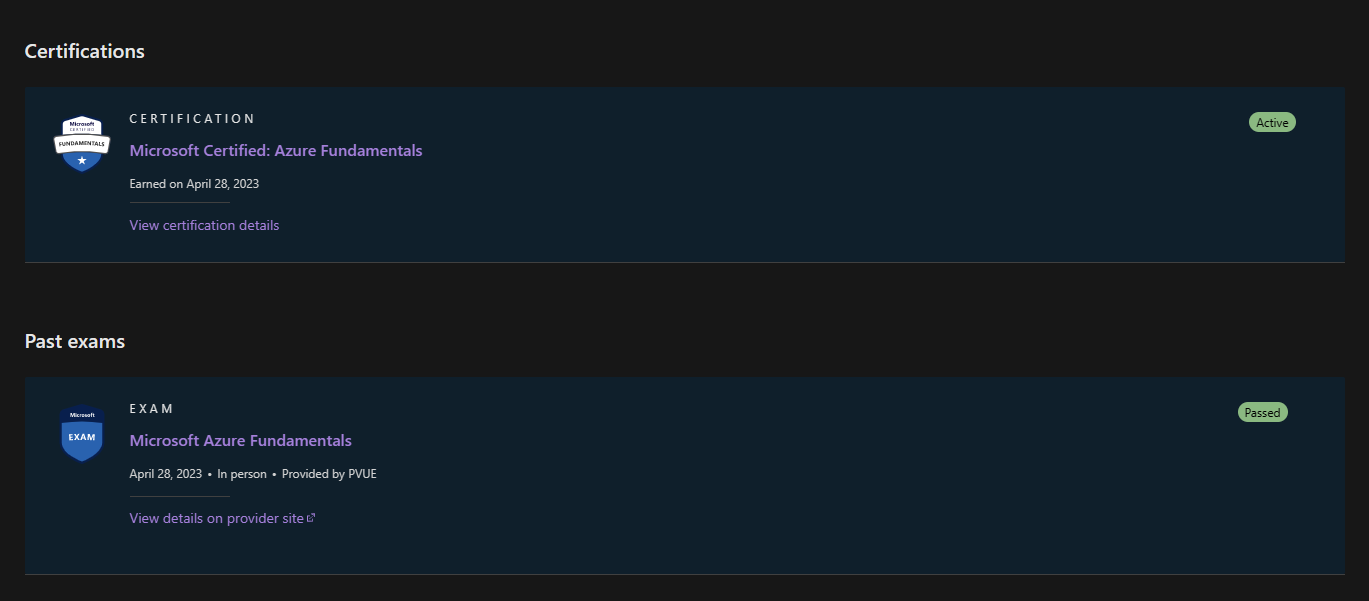 Certifications
Microsoft
CERTIFIED
FUNDAMENTALS
CERTIFICATION
Active
Microsoft Certified: Azure Fundamentals
Earned on April 28, 2023
View certification details
Past exams
Microsoft
EXAM
EXAM
Passed
Microsoft Azure Fundamentals
April 28, 2023 • In person • Provided by PVUE
View details on provider site